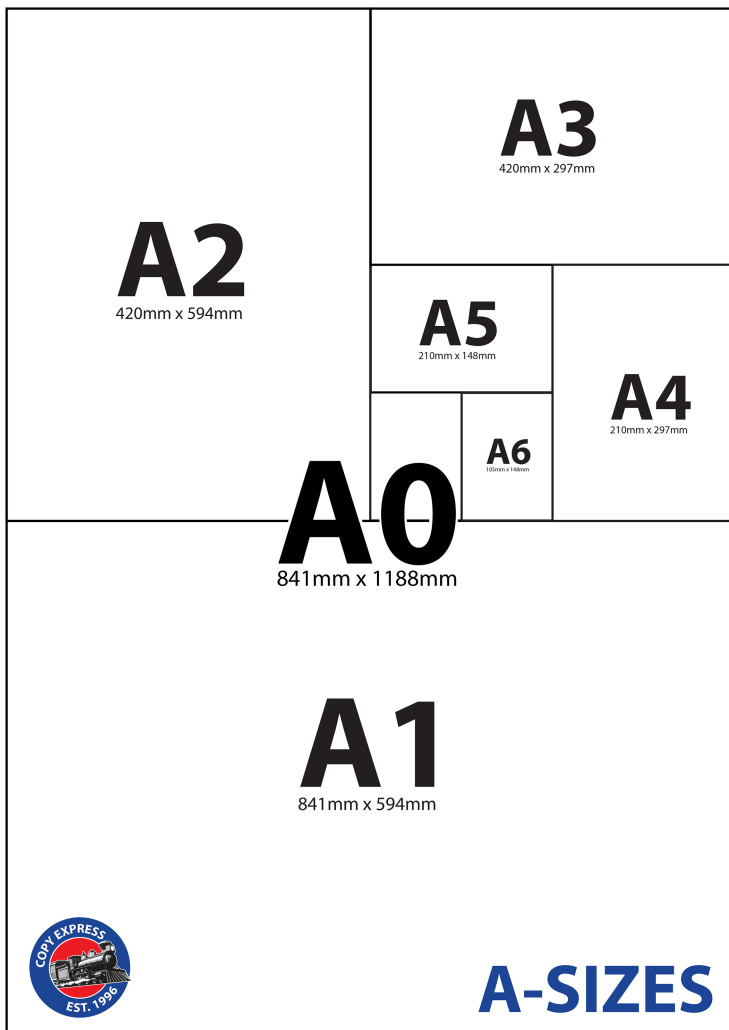 A3
420mm x 297mm
A2
420mm x 594mm
A5
210mm x 148mm
A4
210mm x 297mm
A6
105mm x 148mm
A0
841mm x 1188mm
A1
841mm x 594mm
COPY EXPRESS
EST. 1996
A-SIZES